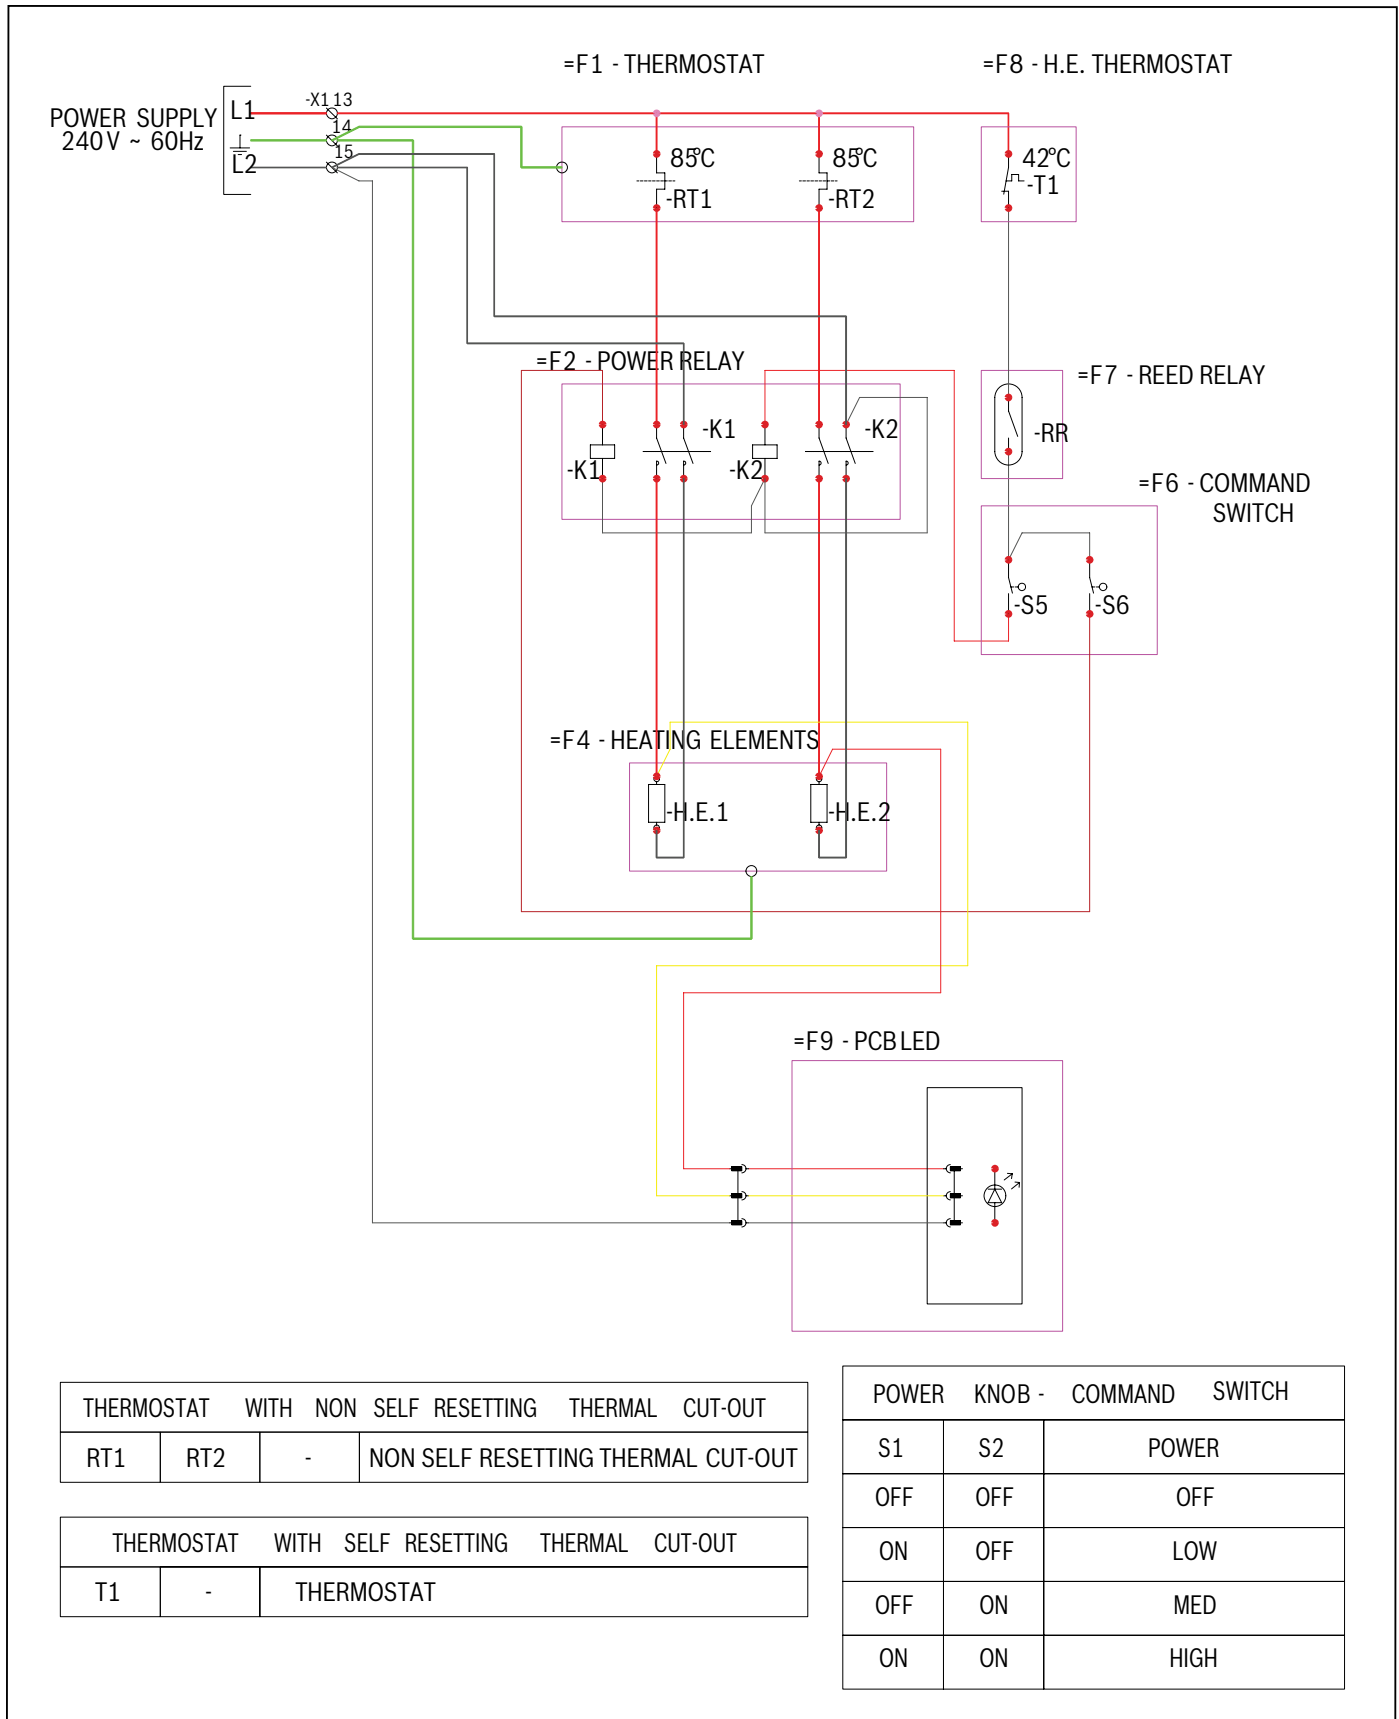 =F1 - THERMOSTAT
=F8 - H.E. THERMOSTAT
POWER SUPPLY
240V ~ 60Hz
L1
L2
-X1 13
14
15
85°C
-RT1
85°C
-RT2
42°C
-T1
=F2 - POWER RELAY
=F7 - REED RELAY
-K1
-K1
-K2
-K2
-RR
=F6 - COMMAND
SWITCH
-S5
-S6
=F4 - HEATING ELEMENTS
-H.E.1
-H.E.2
=F9 - PCB LED
THERMOSTAT WITH NON SELF RESETTING THERMAL CUT-OUT
RT1 RT2 - NON SELF RESETTING THERMAL CUT-OUT
THERMOSTAT WITH SELF RESETTING THERMAL CUT-OUT
T1 - THERMOSTAT
POWER KNOB - COMMAND SWITCH
S1 S2 POWER
OFF OFF OFF
ON OFF LOW
OFF ON MED
ON ON HIGH